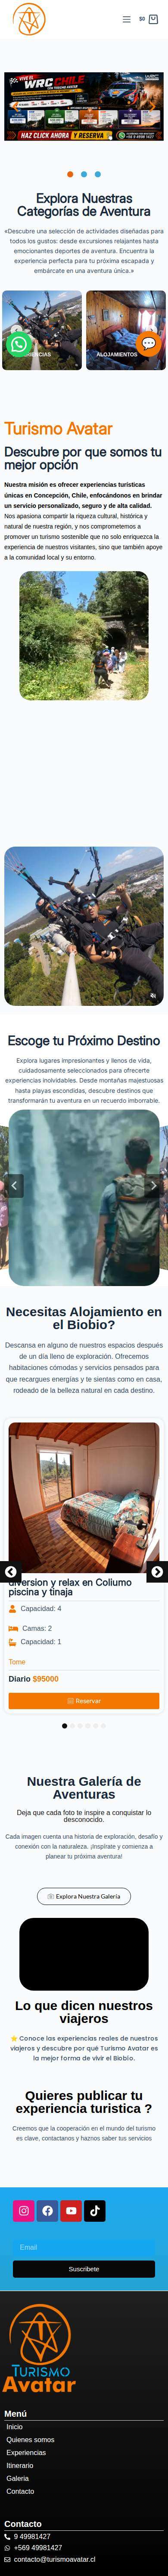 $0
WRC CHILE
HAZ CLICK AHORA Y RESERVA
Explora Nuestras
Categorías de Aventura
«Descubre una selección de actividades diseñadas para
todos los gustos: desde excursiones relajantes hasta
emocionantes deportes de aventura. Encuentra la
experiencia perfecta para tu próxima escapada y
embárcate en una aventura única.»
ALOJAMIENTOS
Turismo Avatar
Descubre por que somos tu
mejor opción
Nuestra misión es ofrecer experiencias turísticas
únicas en Concepción, Chile, enfocándonos en brindar
un servicio personalizado, seguro y de alta calidad.
Nos apasiona compartir la riqueza cultural, histórica y
natural de nuestra región, y nos comprometemos a
promover un turismo sostenible que no solo enriquezca la
experiencia de nuestros visitantes, sino que también apoye
a la comunidad local y su entorno.
Escoge tu Próximo Destino
Explora lugares impresionantes y llenos de vida,
cuidadosamente seleccionados para ofrecerte
experiencias inolvidables. Desde montañas majestuosas
hasta playas escondidas, descubre destinos que
transformarán tu aventura en un recuerdo imborrable.
Necesitas Alojamiento en
el Biobio?
Descansa en alguno de nuestros espacios después
de un día lleno de exploración. Ofrecemos
habitaciones cómodas y servicios pensados para
que recargues energía y te sientas como en casa,
rodeado de la belleza natural en cada destino.
diversion y relax en Coliumo
piscina y tinaja
Capacidad: 4
Camas: 2
Capacidad: 1
Tome
Diario $95000
Reservar
Nuestra Galería de
Aventuras
Deja que cada foto te inspire a conquistar lo
desconocido.
Cada imagen cuenta una historia de exploración, desafío y
conexión con la naturaleza. ¡Inspírate y comienza a
planear tu próxima aventura!
Explora Nuestra Galería
Lo que dicen nuestros
viajeros
⭐ Conoce las experiencias reales de nuestros
viajeros y descubre por qué Turismo Avatar es
la mejor forma de vivir el Biobío.
Quieres publicar tu
experiencia turistica ?
Creemos que la cooperación en el mundo del turismo
es clave, contactanos y haznos saber tus servicios
Email
Suscribete
TURISMO
Avatar
Menú
Inicio
Quienes somos
Experiencias
Itinerario
Galeria
Contacto
Contacto
9 49981427
+569 49981427
contacto@turismoavatar.cl